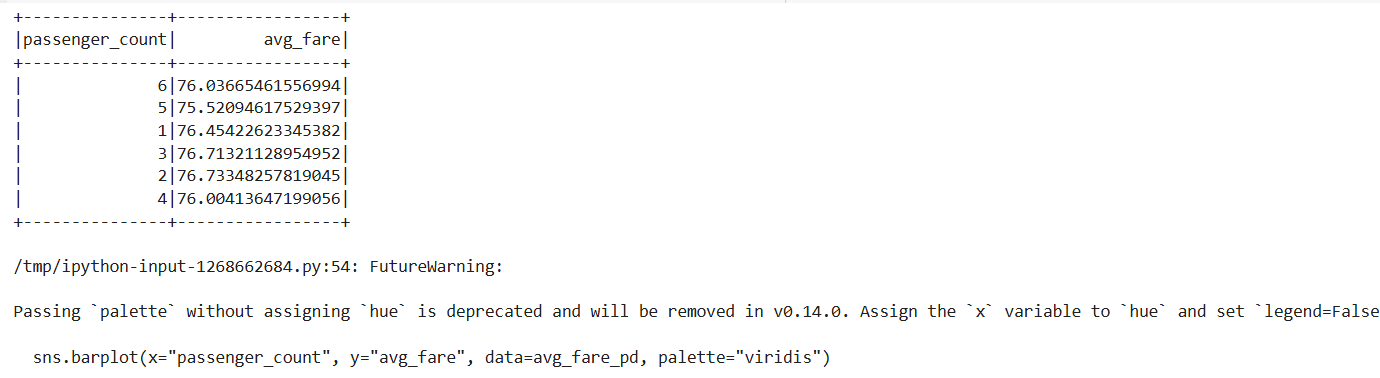 +---------------+-----------------+
|passenger_count|         avg_fare|
+---------------+-----------------+
|              6|76.03665461556994|
|              5|75.52094617529397|
|              1|76.45422623345382|
|              3|76.71321128954952|
|              2|76.73348257819045|
|              4|76.00413647199056|
+---------------+-----------------+
/tmp/ipython-input-1268662684.py:54: FutureWarning:
Passing `palette` without assigning `hue` is deprecated and will be removed in v0.14.0. Assign the `x` variable to `hue` and set `legend=False
  sns.barplot(x="passenger_count", y="avg_fare", data=avg_fare_pd, palette="viridis")